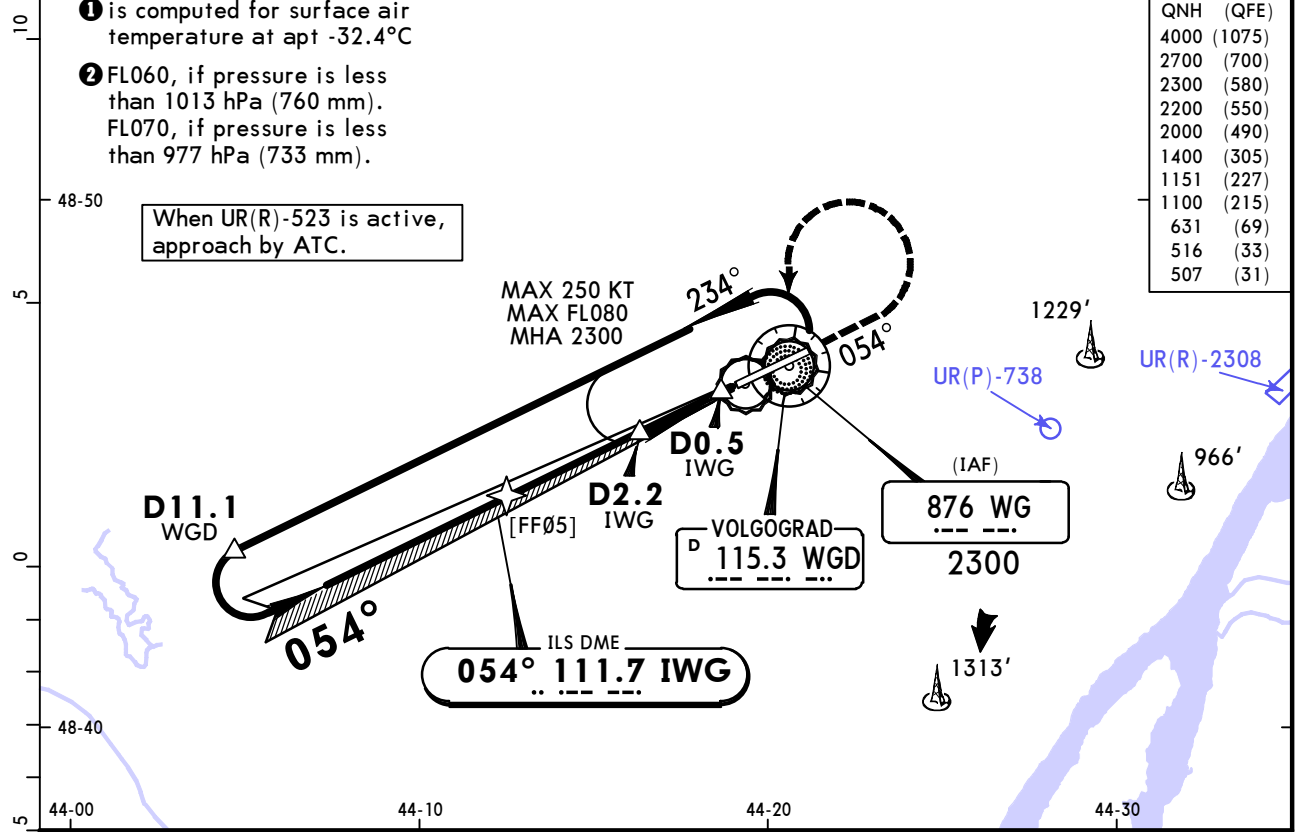 ❶ is computed for surface air
temperature at apt -32.4°C
❷ FL060, if pressure is less
than 1013 hPa (760 mm).
FL070, if pressure is less
than 977 hPa (733 mm).
When UR(R)-523 is active,
approach by ATC.
QNH (QFE)
4000 (1075)
2700 (700)
2300 (580)
2200 (550)
2000 (490)
1400 (305)
1151 (227)
1100 (215)
631 (69)
516 (33)
507 (31)
10
48-50
5
MAX 250 KT
MAX FL080
MHA 2300
234°
054°
1229'
UR(P)-738
UR(R)-2308
D0.5
IWG
D2.2
IWG
966'
(IAF)
876 WG
2300
D11.1
WGD
[FFØ5]
VOLGOGRAD
D 115.3 WGD
0
054°
ILS DME
054° 111.7 IWG
1313'
48-40
44-00
44-10
44-20
44-30
5